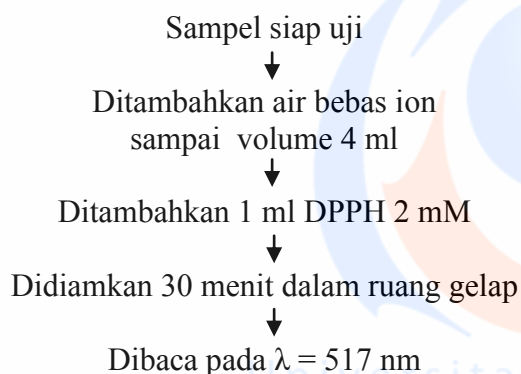 Sampel siap uji
Ditambahkan air bebas ion
sampai volume 4 ml
Ditambahkan 1 ml DPPH 2 mM
Didiamkan 30 menit dalam ruang gelap
Dibaca pada λ = 517 nm